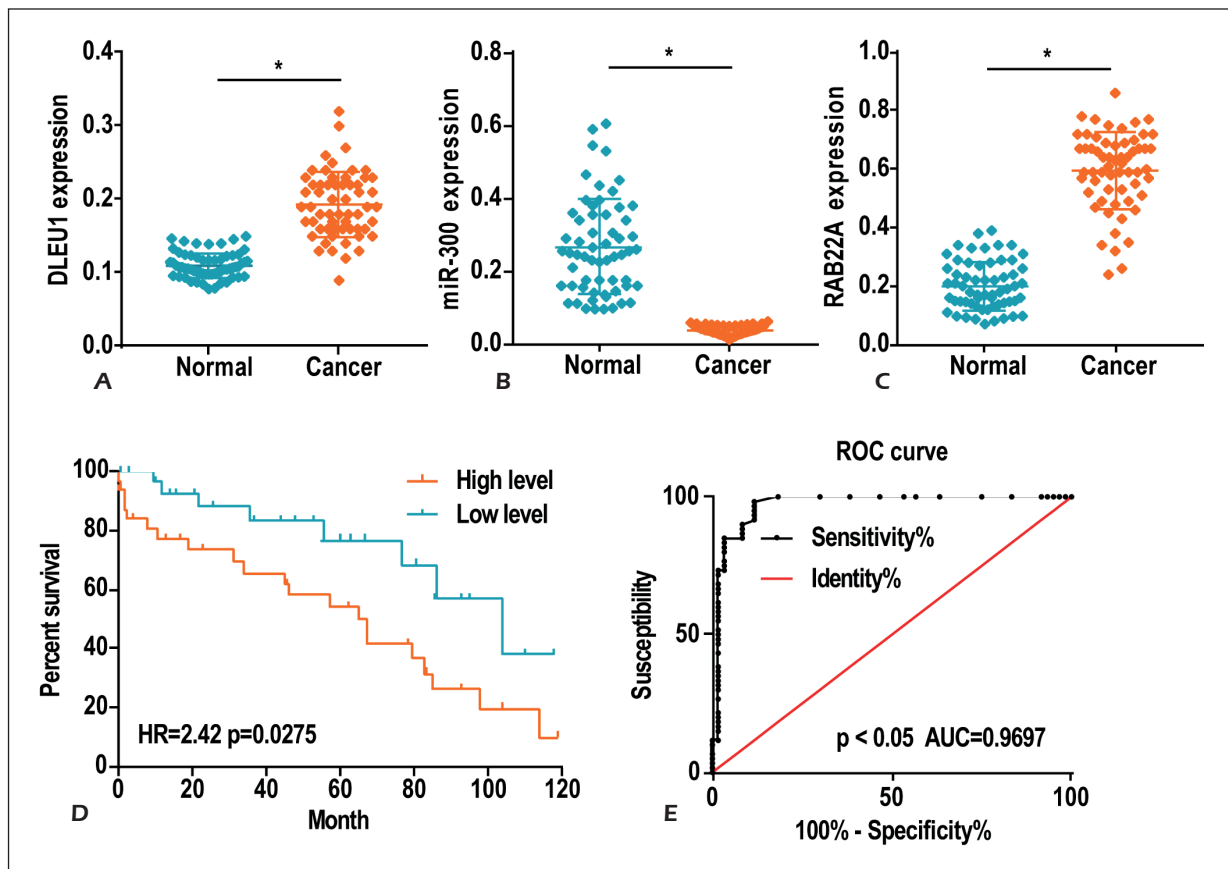 DLEU1 expression
0.4
0.3
0.2
0.1
0.0
*
Normal Cancer
A
miR-300 expression
0.8
0.6
0.4
0.2
0.0
*
Normal Cancer
B
RAB22A expression
1.0
0.8
0.6
0.4
0.2
0.0
*
Normal Cancer
C
Percent survival
100
80
60
40
20
0
High level
Low level
HR=2.42 p=0.0275
0 20 40 60 80 100 120
Month
D
ROC curve
Susceptibility
100
50
0
Sensitivity%
Identity%
p < 0.05 AUC=0.9697
0 50 100
100% - Specificity%
E